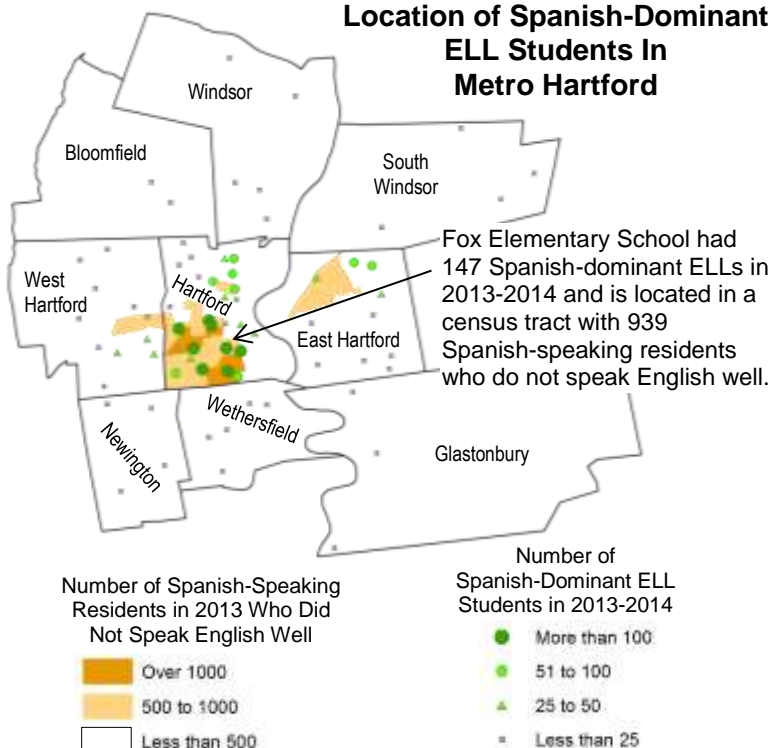 Location of Spanish-Dominant
ELL Students In
Metro Hartford
Windsor
Bloomfield
South
Windsor
Fox Elementary School had
147 Spanish-dominant ELLs in
2013-2014 and is located in a
census tract with 939
Spanish-speaking residents
who do not speak English well.
West
Hartford
Hartford
East Hartford
Wethersfield
Newington
Glastonbury
Number of Spanish-Speaking
Residents in 2013 Who Did
Not Speak English Well
Over 1000
500 to 1000
Less than 500
Number of
Spanish-Dominant ELL
Students in 2013-2014
More than 100
51 to 100
25 to 50
Less than 25